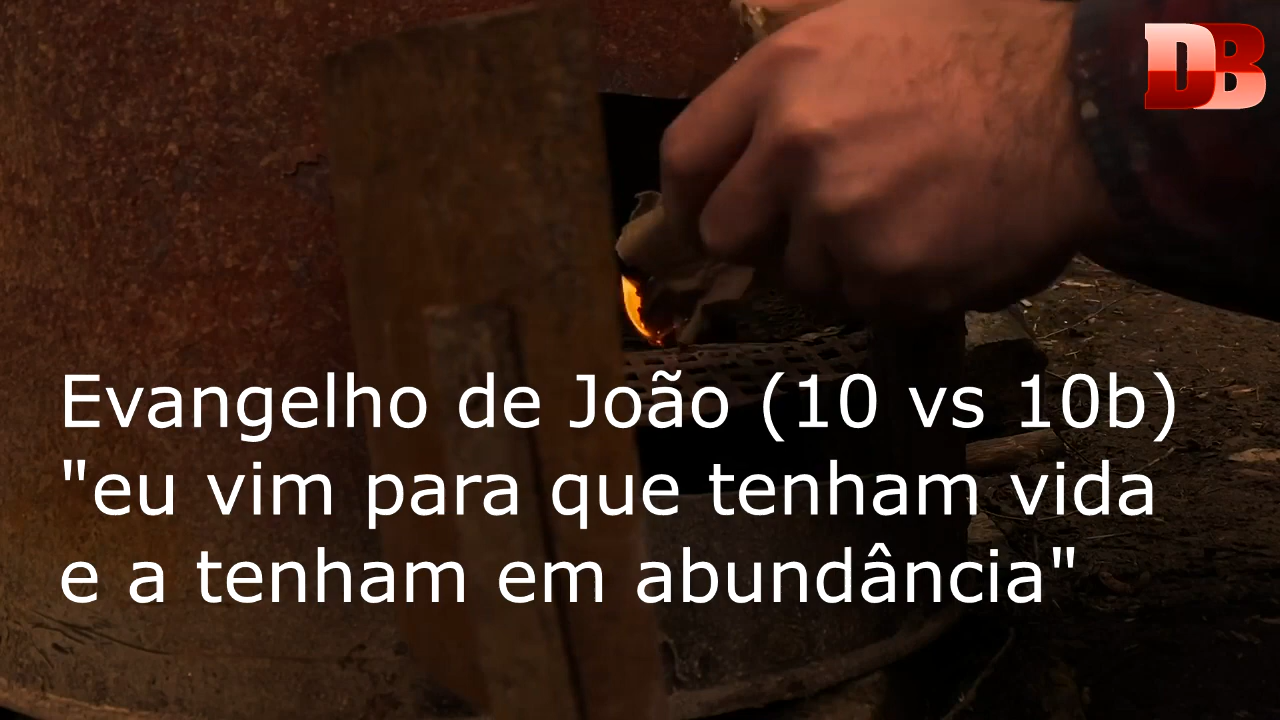 DB
Evangelho de João (10 vs 10b)
"eu vim para que tenham vida
e a tenham em abundância"